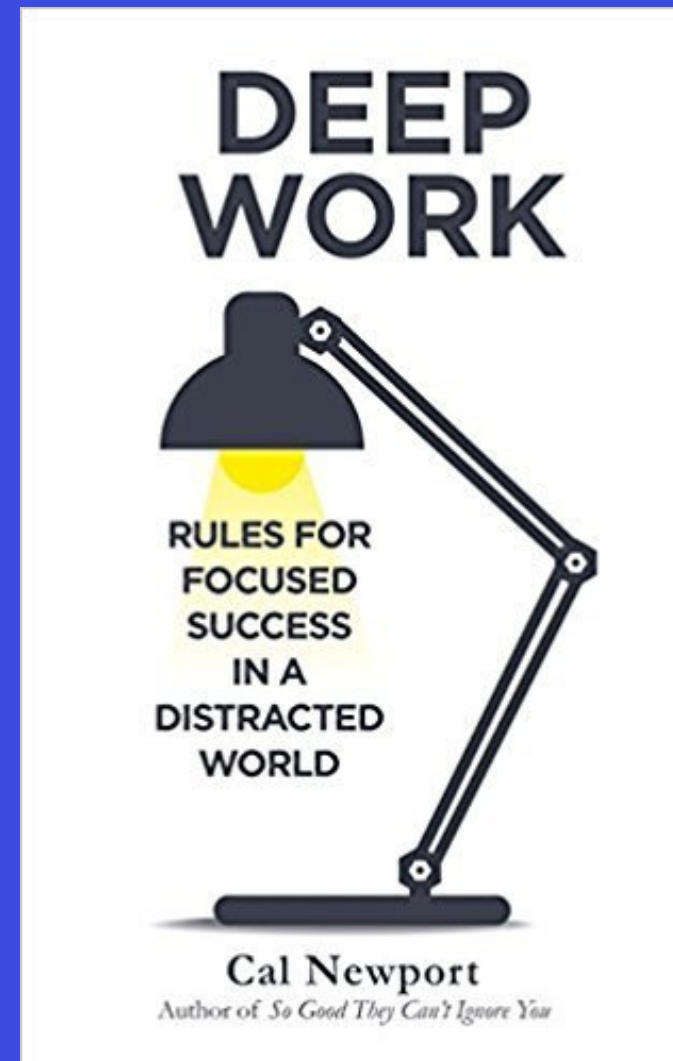 DEEP
WORK
RULES FOR
FOCUSED
SUCCESS
IN A
DISTRACTED
WORLD
Cal Newport
Author of So Good They Can't Ignore You